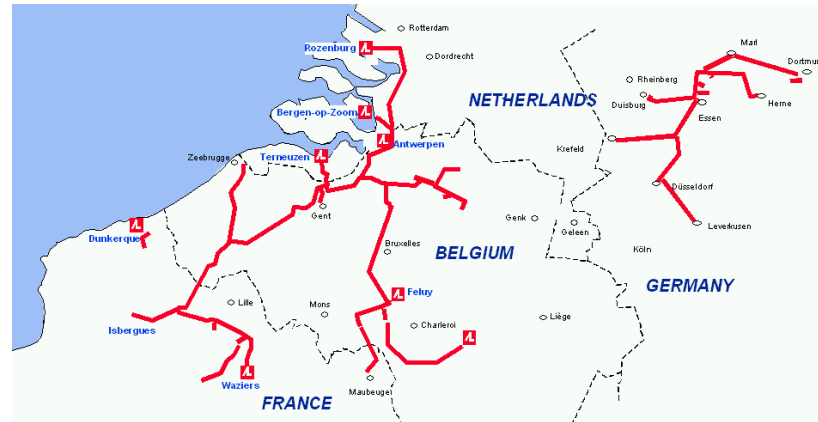 Rotterdam
Rozenburg
Marl
Dordrecht
Dortmun
Rheinberg
NETHERLANDS
Duisburg
Herne
Bergen-op-Zoom
Essen
Antwerpen
Krefeld
Zeebrugge
Terneuzen
Düsseldorf
Gent
Genk
Geleen
Leverkusen
Dunkerque
Bruxelles
BELGIUM
Köln
GERMANY
Feluy
Lille
Mons
Isbergues
Charleroi
Liège
Waziers
Maubeugel
FRANCE